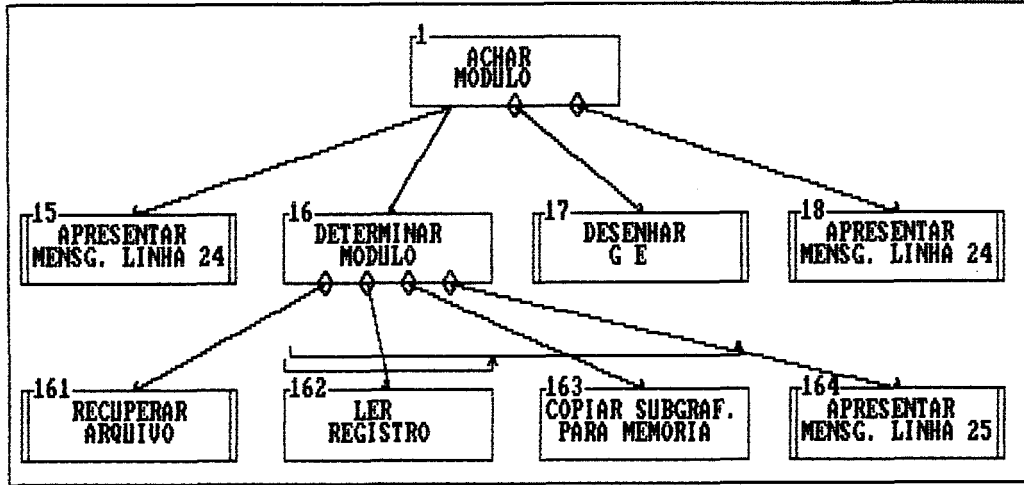 1
ACHAR
MODULO
15
APRESENTAR
MENSG. LINHA 24
16
DETERMINAR
MODULO
17
DESENHAR
G E
18
APRESENTAR
MENSG. LINHA 24
161
RECUPERAR
ARQUIVO
162
LER
REGISTRO
163
COPIAR SUBGRAF.
PARA MEMORIA
164
APRESENTAR
MENSG. LINHA 25